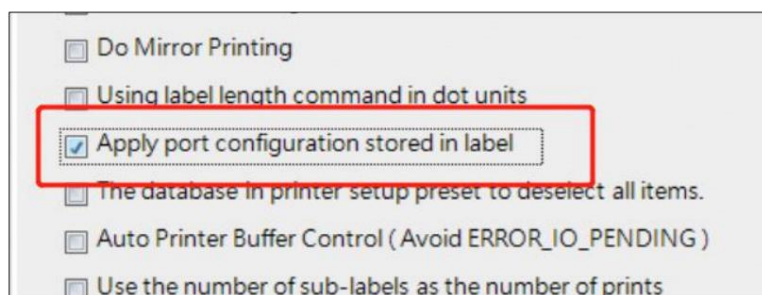 Do Mirror Printing
Using label length command in dot units
Apply port configuration stored in label
The database in printer setup preset to deselect all items.
Auto Printer Buffer Control ( Avoid ERROR_IO_PENDING )
Use the number of sub-labels as the number of prints